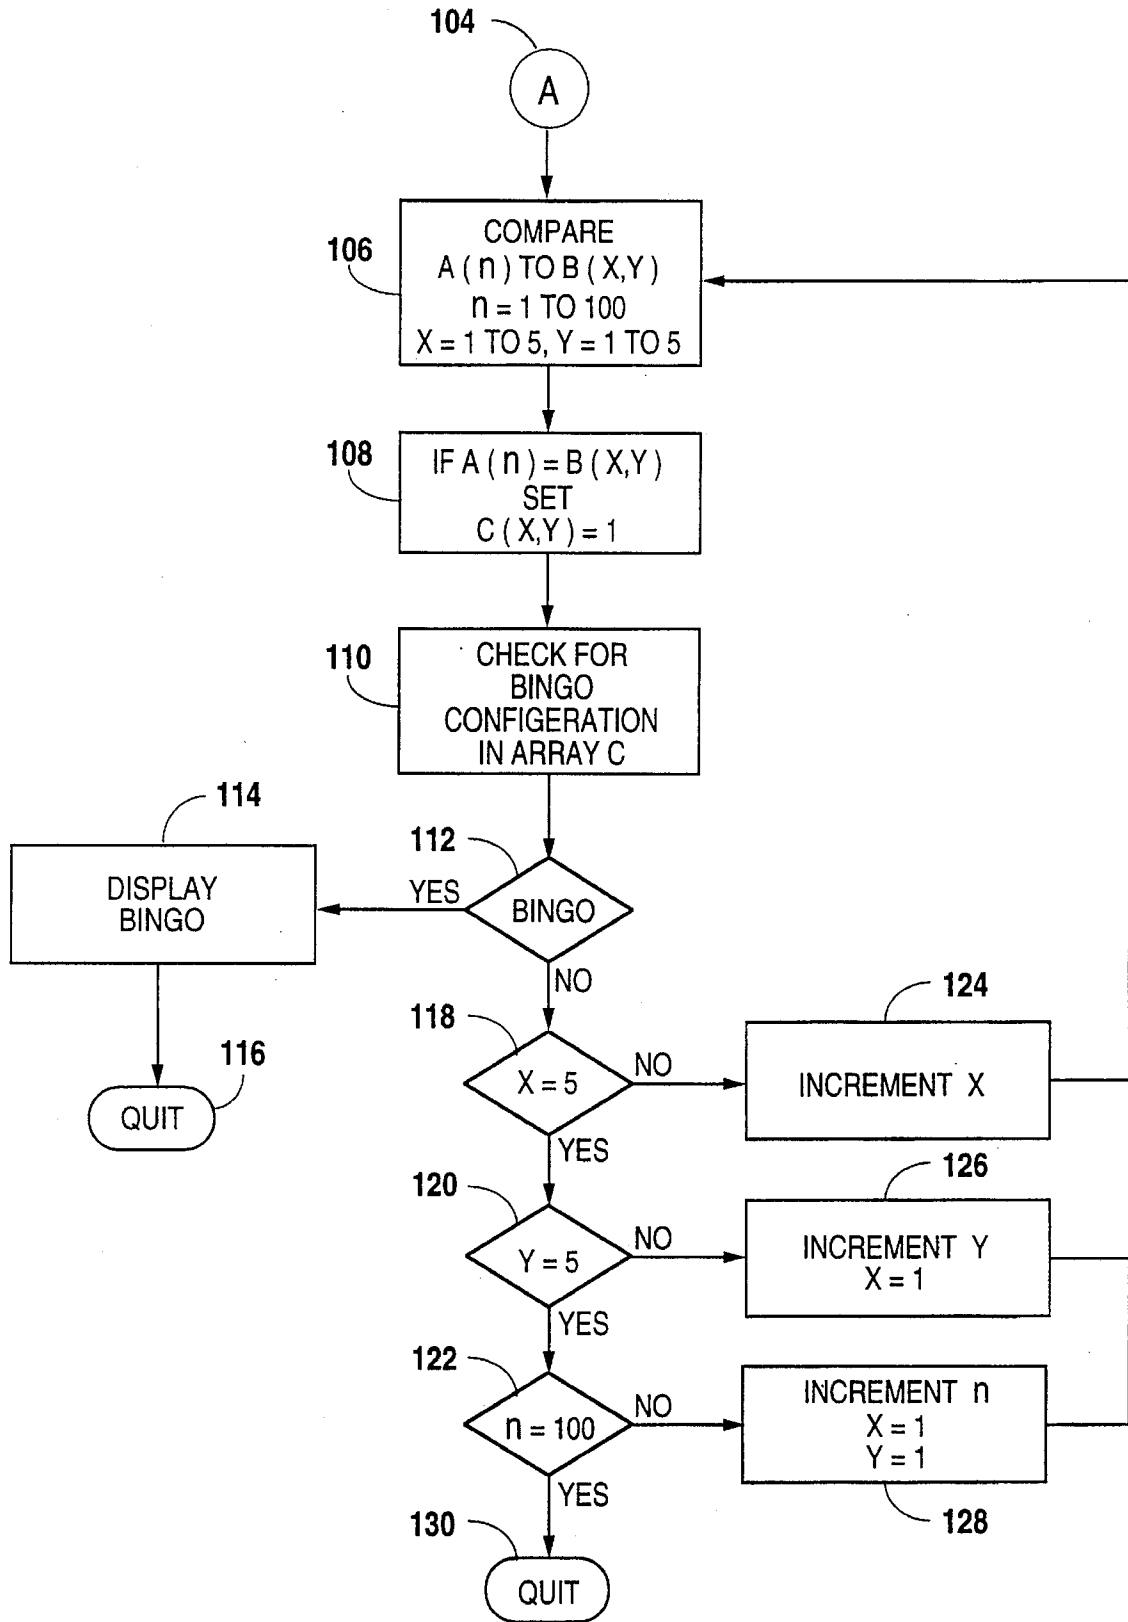 104
A
106
COMPARE
A ( n ) TO B ( X,Y )
n = 1 TO 100
X = 1 TO 5, Y = 1 TO 5
108
IF A ( n ) = B ( X,Y )
SET
C ( X,Y ) = 1
110
CHECK FOR
BINGO
CONFIGERATION
IN ARRAY C
114
DISPLAY
BINGO
112
YES
BINGO
NO
116
QUIT
118
X = 5
NO
YES
124
INCREMENT X
120
Y = 5
NO
YES
126
INCREMENT Y
X = 1
122
n = 100
NO
YES
INCREMENT n
X = 1
Y = 1
128
130
QUIT